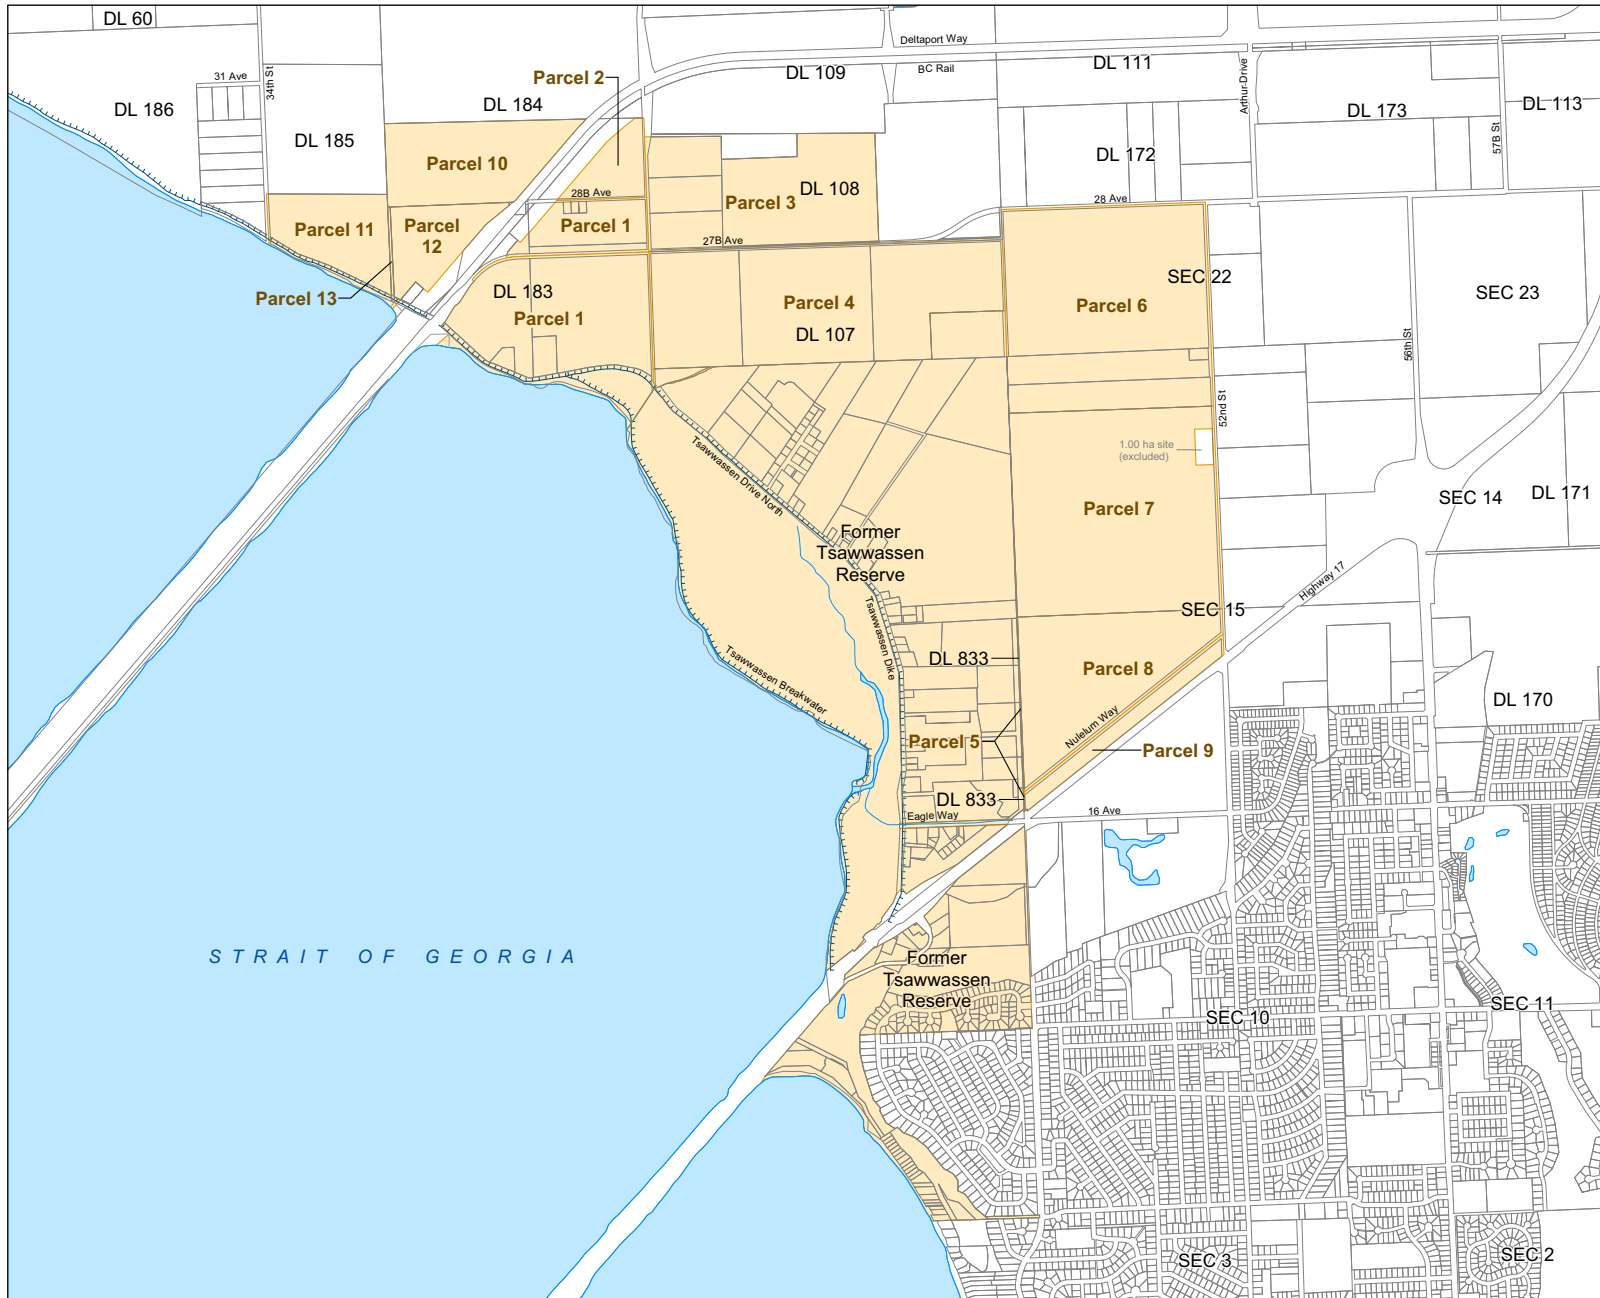 DL 60
Deltaport Way
BC Rail
DL 109
DL 111
31 Ave
34th St
Parcel 2
DL 186
DL 184
Arthur Drive
DL 173
DL 113
57B St
DL 185
Parcel 10
DL 172
28B Ave
Parcel 3
DL 108
28 Ave
Parcel 11
Parcel
12
Parcel 1
27B Ave
SEC 22
Parcel 13
DL 183
Parcel 1
Parcel 4
DL 107
Parcel 6
SEC 23
56th St
52nd St
1.00 ha site
(excluded)
Tsawwassen Drive North
Parcel 7
SEC 14
DL 171
Former
Tsawwassen
Reserve
Highway 17
Tsawwassen Dike
SEC 15
DL 833
Parcel 8
Tsawwassen Breakwater
DL 170
Nulelum Way
Parcel 5
Parcel 9
DL 833
Eagle Way
16 Ave
STRAIT OF GEORGIA
Former
Tsawwassen
Reserve
SEC 10
SEC 11
SEC 3
SEC 2